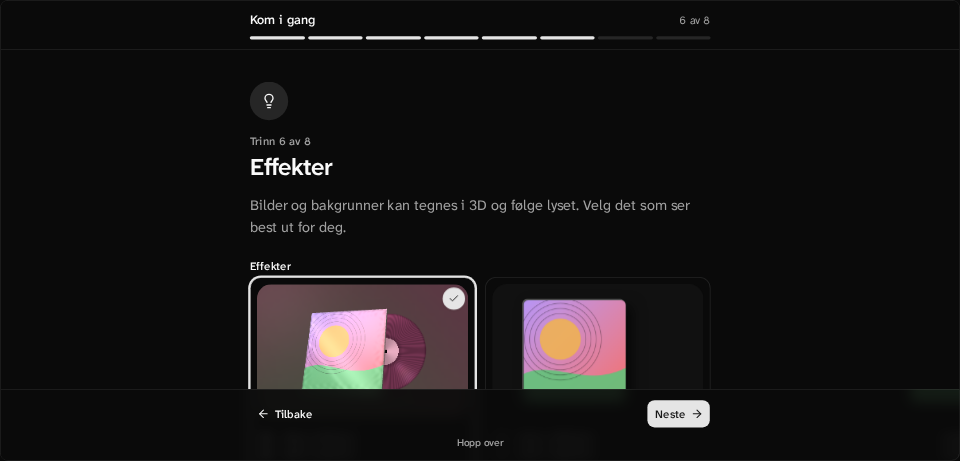 Kom i gang
6 av 8
Trinn 6 av 8
Effekter
Bilder og bakgrunner kan tegnes i 3D og følge lyset. Velg det som ser
best ut for deg.
Effekter
Tilbake
Neste
Hopp over